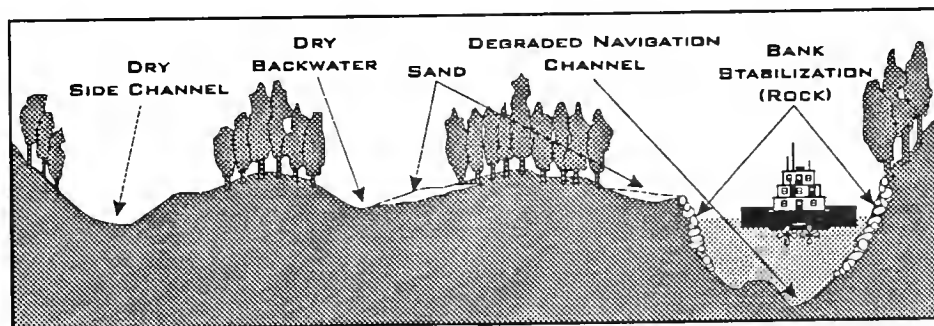 DRY
SIDE CHANNEL
DRY
BACKWATER
SAND
DEGRADED NAVIGATION
CHANNEL
BANK
STABILIZATION
(ROCK)